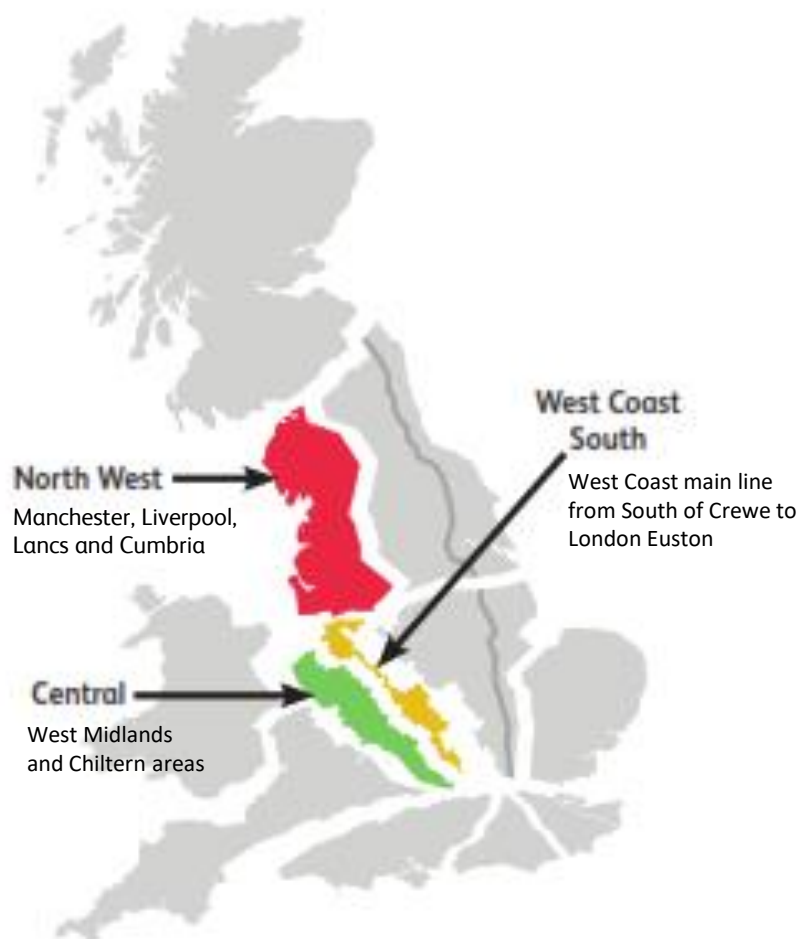 West Coast
South
West Coast main line
from South of Crewe to
London Euston
North West
Manchester, Liverpool,
Lancs and Cumbria
Central
West Midlands
and Chiltern areas